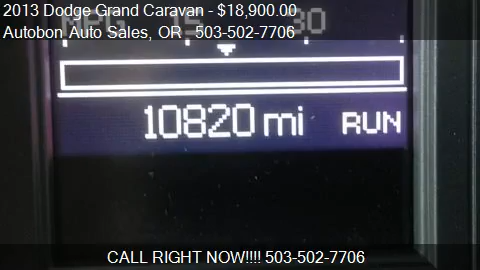 2013 Dodge Grand Caravan - $18,900.00
Autobon Auto Sales, OR 503-502-7706
MPG 15 30
10820 mi RUN
CALL RIGHT NOW!!!! 503-502-7706